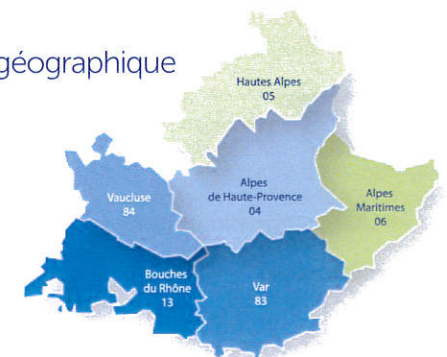 géographique
Hautes Alpes
05
Alpes
de Haute-Provence
04
Vaucluse
84
Alpes
Maritimes
06
Bouches
du Rhône
13
Var
83